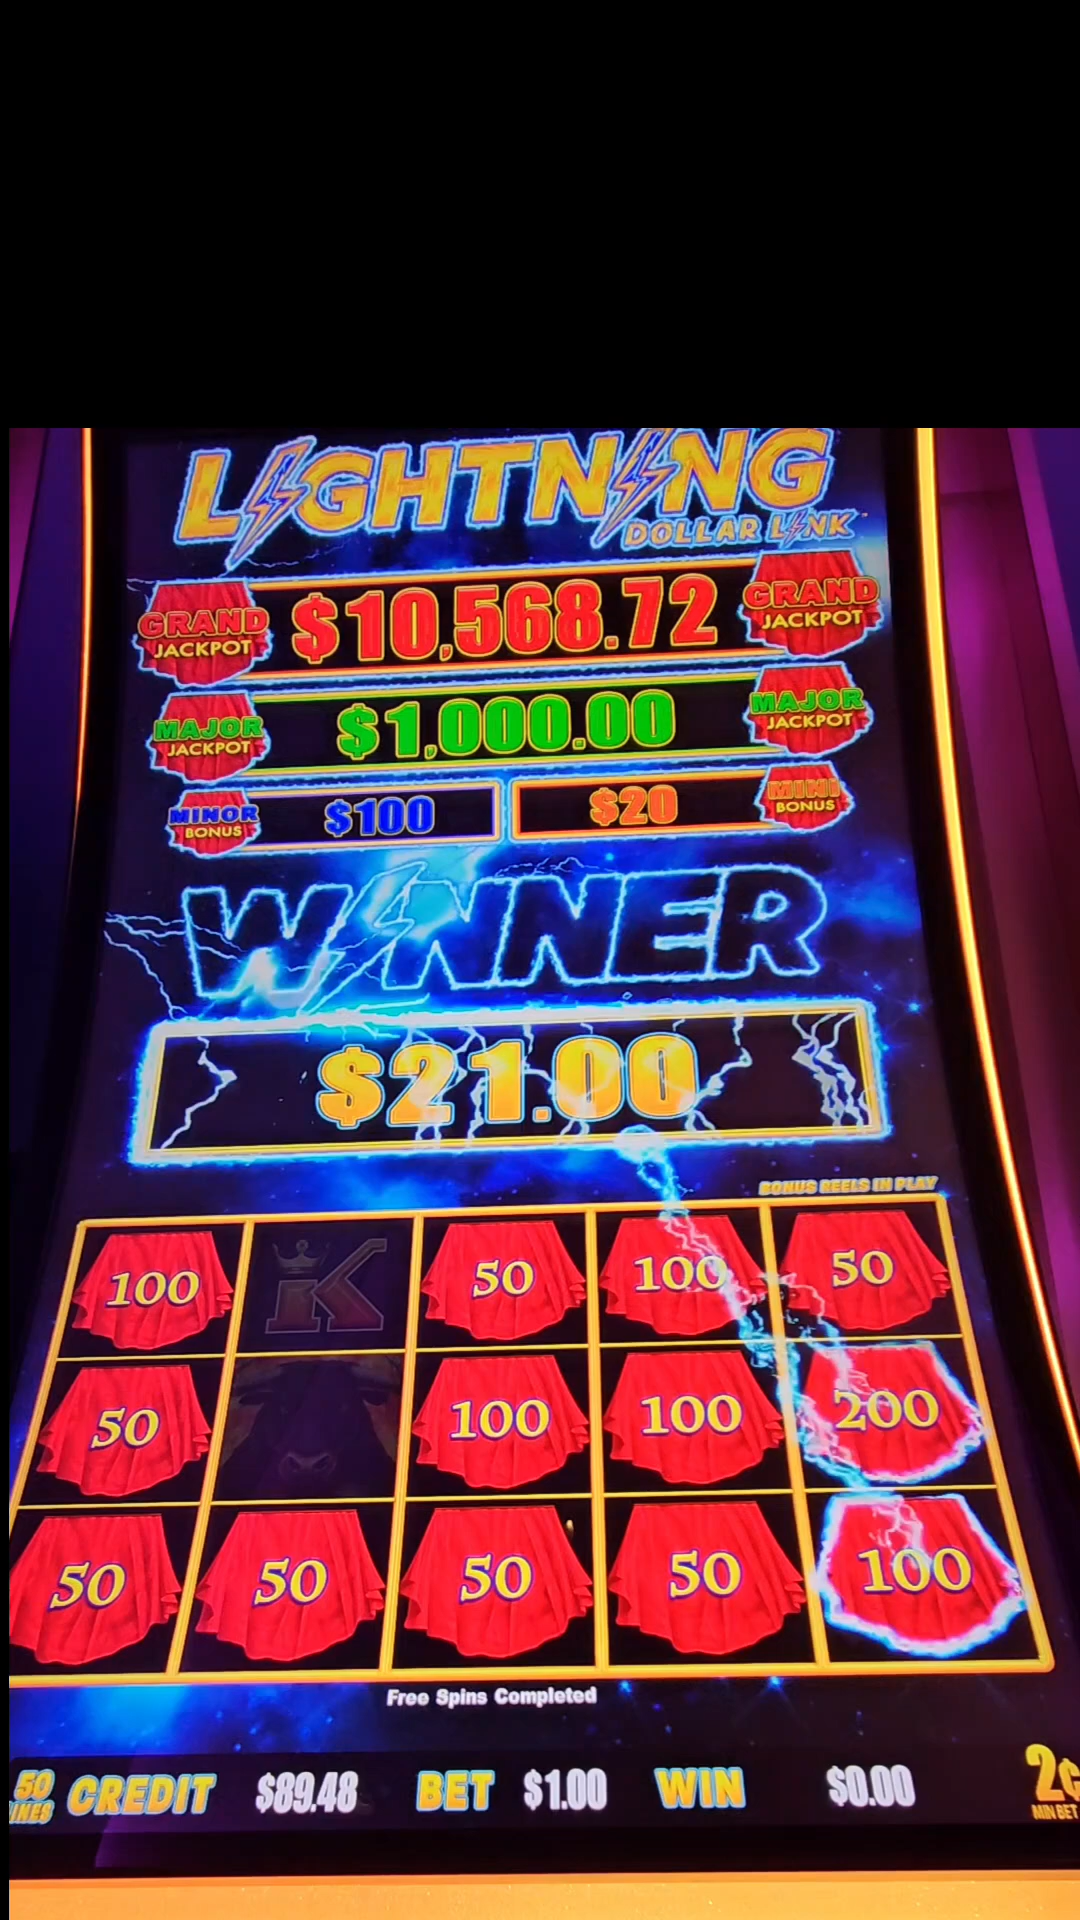 LIGHTNING
DOLLAR LINK
GRAND JACKPOT $10,568.72 GRAND JACKPOT
MAJOR JACKPOT $1,000.00 MAJOR JACKPOT
MINOR BONUS $100 $20 MINI BONUS
WINNER
$21.00
BONUS REELS IN PLAY
100 K 50 100 50
50 100 100 200
50 50 50 50 100
Free Spins Completed
50 LINES CREDIT $89.48 BET $1.00 WIN $0.00 2¢ MIN BET